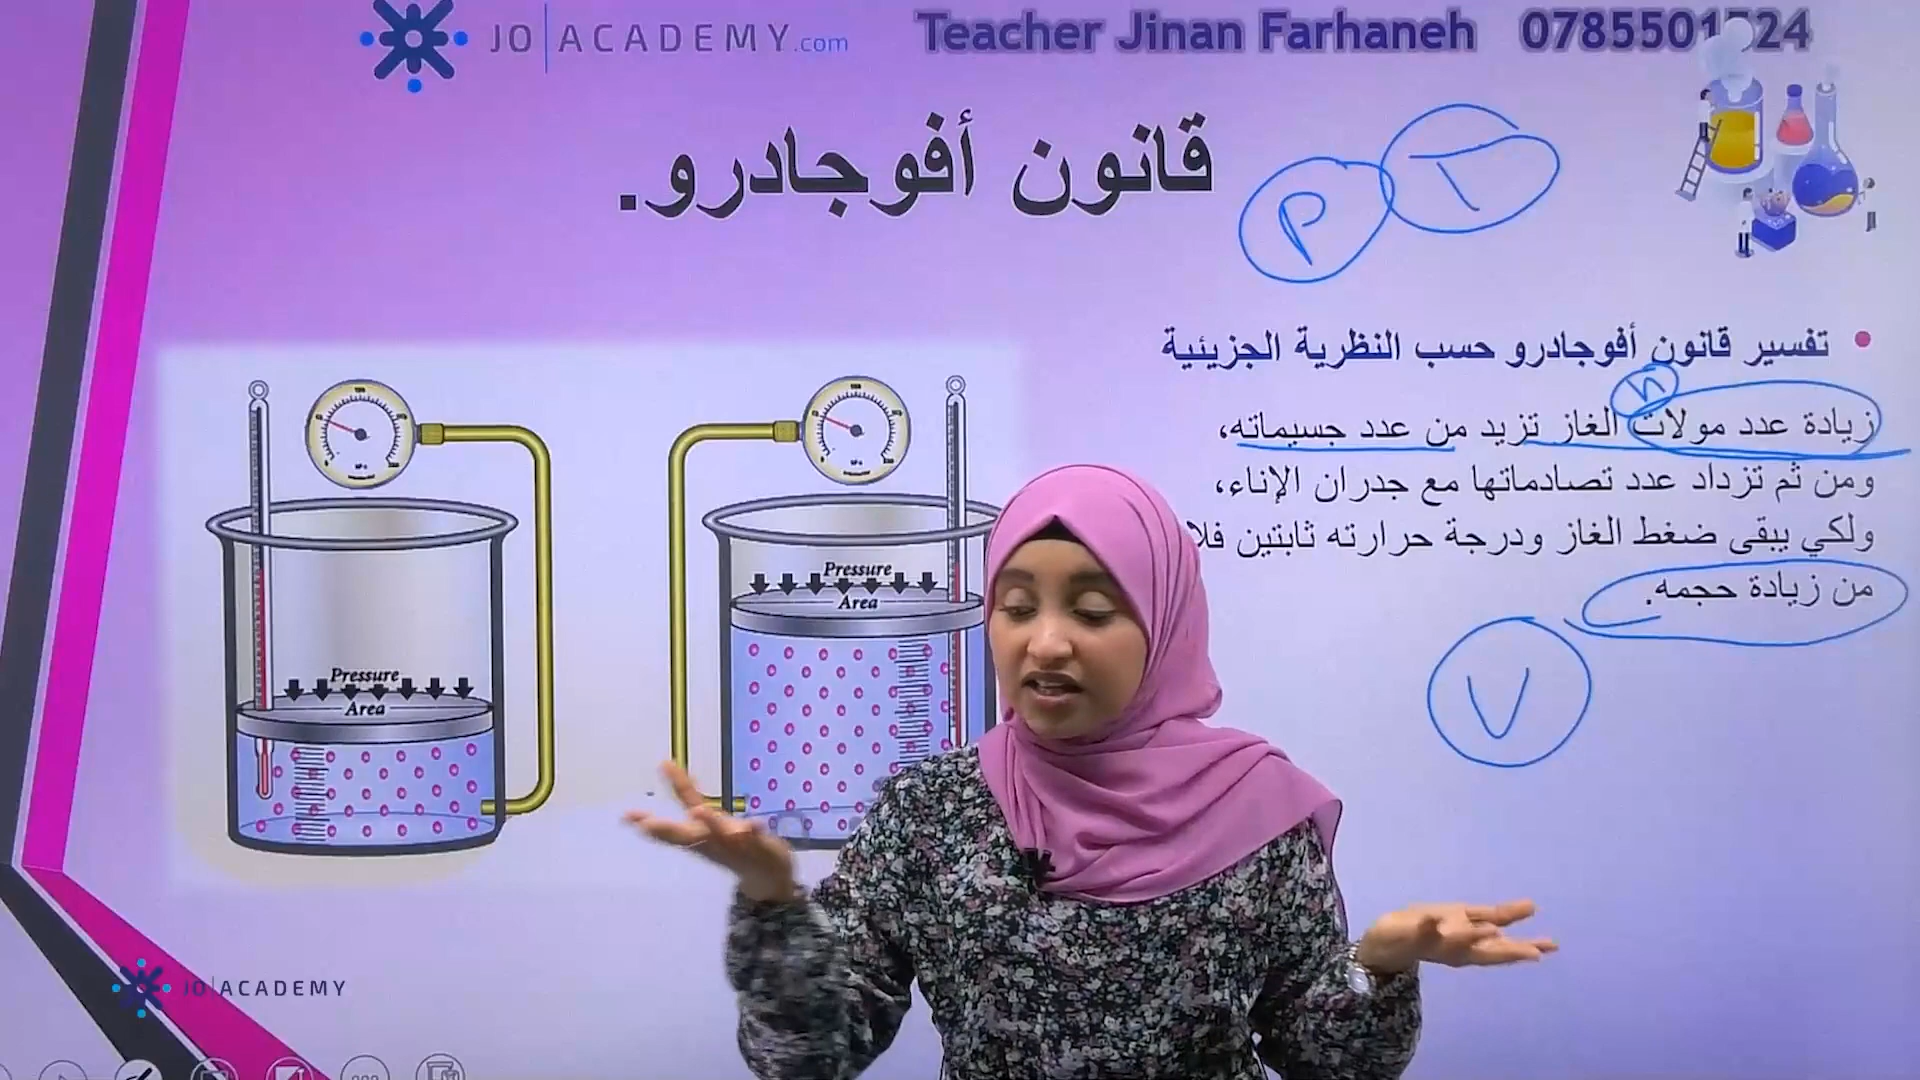 JO ACADEMY.com
Teacher Jinan Farhaneh
قانون أفوجادرو.
P
T
تفسير قانون أفوجادرو حسب النظرية الجزيئية
n
زيادة عدد مولات الغاز تزيد من عدد جسيماته،
ومن ثم تزداد عدد تصادماتها مع جدران الإناء،
ولكي يبقى ضغط الغاز ودرجة حرارته ثابتين فلا
من زيادة حجمه.
V
Pressure
Area
Pressure
Area
JO ACADEMY